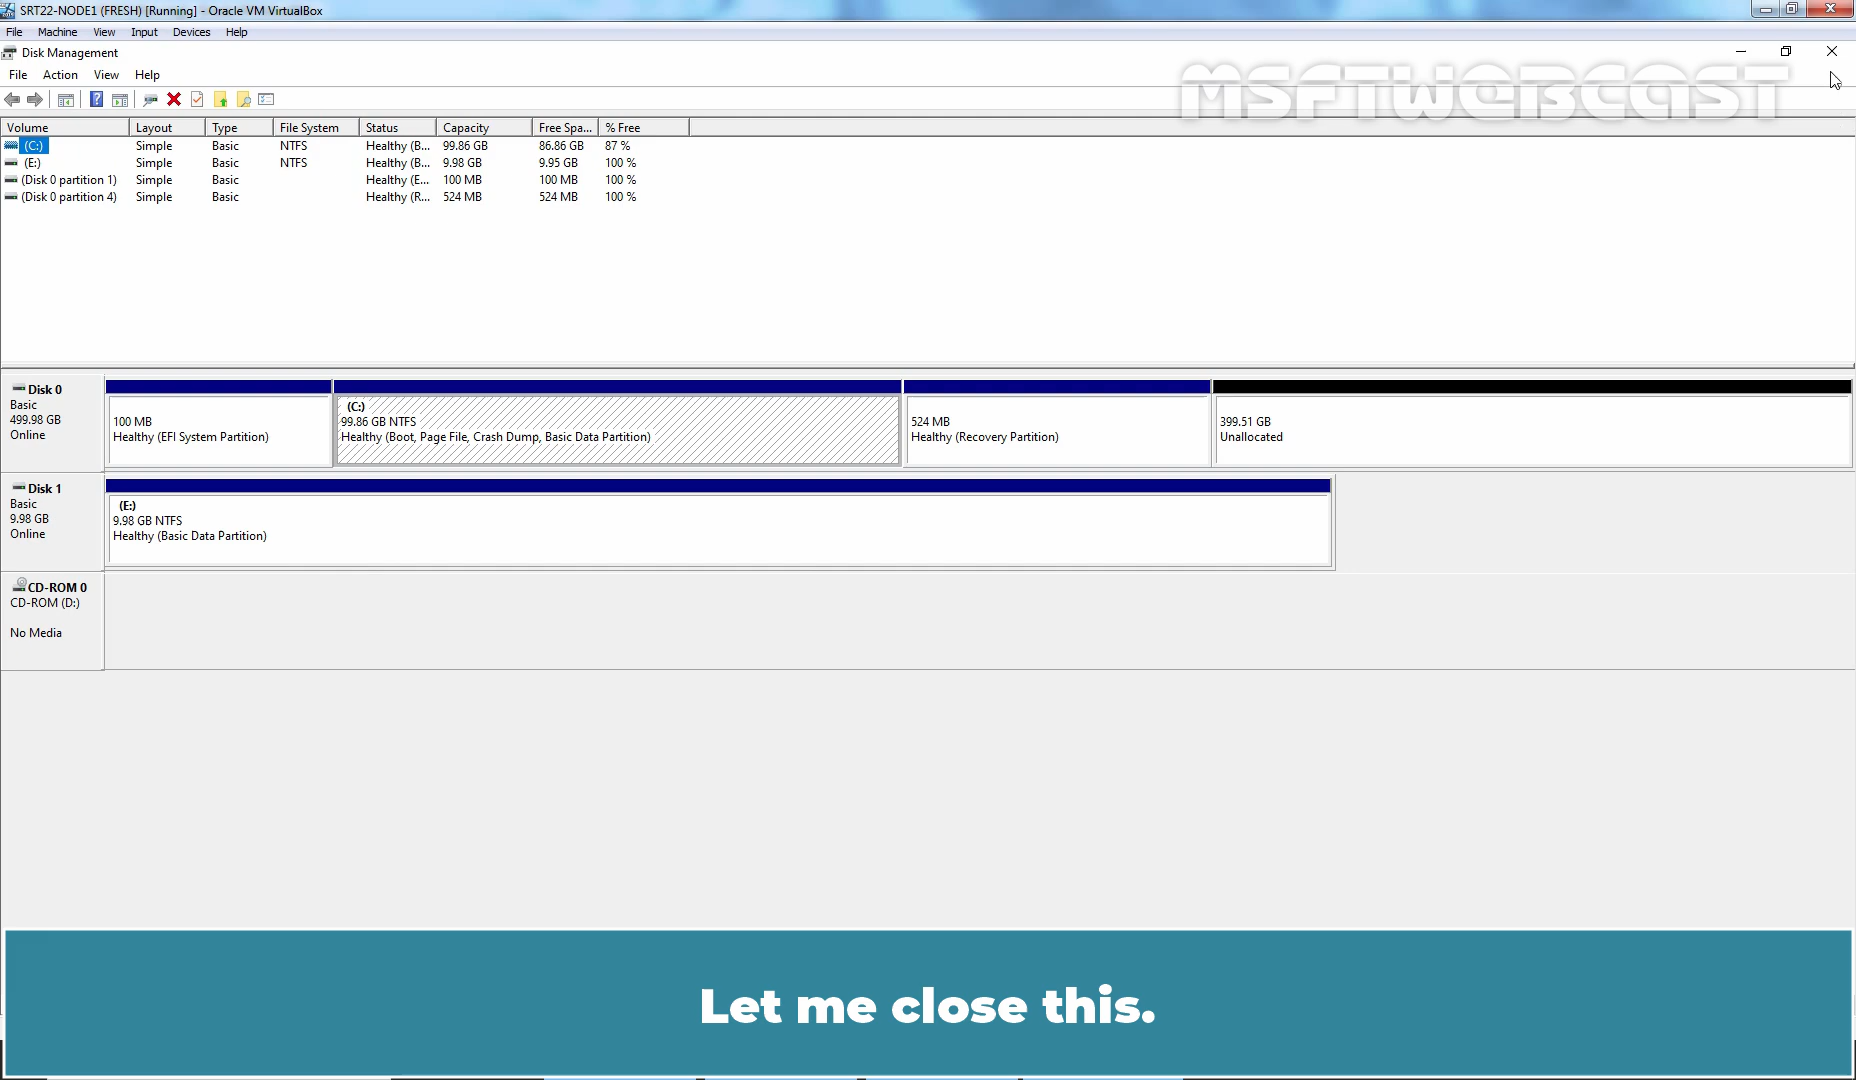 SRT22-NODE1 (FRESH) [Running] - Oracle VM VirtualBox
File Machine View Input Devices Help
Disk Management
File Action View Help
MSFTWEBCAST
Volume Layout Type File System Status Capacity Free Spa... % Free
(C:) Simple Basic NTFS Healthy (B... 99.86 GB 86.86 GB 87 %
(E:) Simple Basic NTFS Healthy (B... 9.98 GB 9.95 GB 100 %
(Disk 0 partition 1) Simple Basic Healthy (E... 100 MB 100 MB 100 %
(Disk 0 partition 4) Simple Basic Healthy (R... 524 MB 524 MB 100 %
Disk 0
Basic
499.98 GB
Online
100 MB
Healthy (EFI System Partition)
(C:)
99.86 GB NTFS
Healthy (Boot, Page File, Crash Dump, Basic Data Partition)
524 MB
Healthy (Recovery Partition)
399.51 GB
Unallocated
Disk 1
Basic
9.98 GB
Online
(E:)
9.98 GB NTFS
Healthy (Basic Data Partition)
CD-ROM 0
CD-ROM (D:)
No Media
Let me close this.